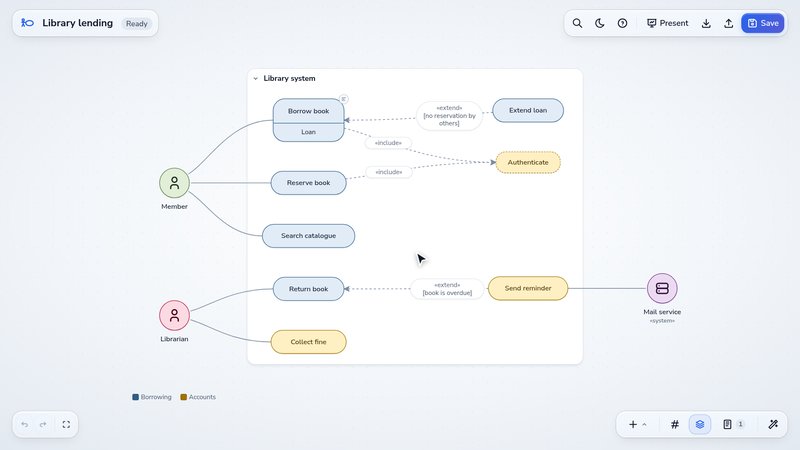 Library lending
Ready
Present
Save
Library system
Borrow book
Loan
«extend»
[no reservation by
others]
Extend loan
«include»
Authenticate
«include»
Reserve book
Member
Search catalogue
Return book
«extend»
[book is overdue]
Send reminder
Mail service
«system»
Librarian
Collect fine
Borrowing
Accounts
1